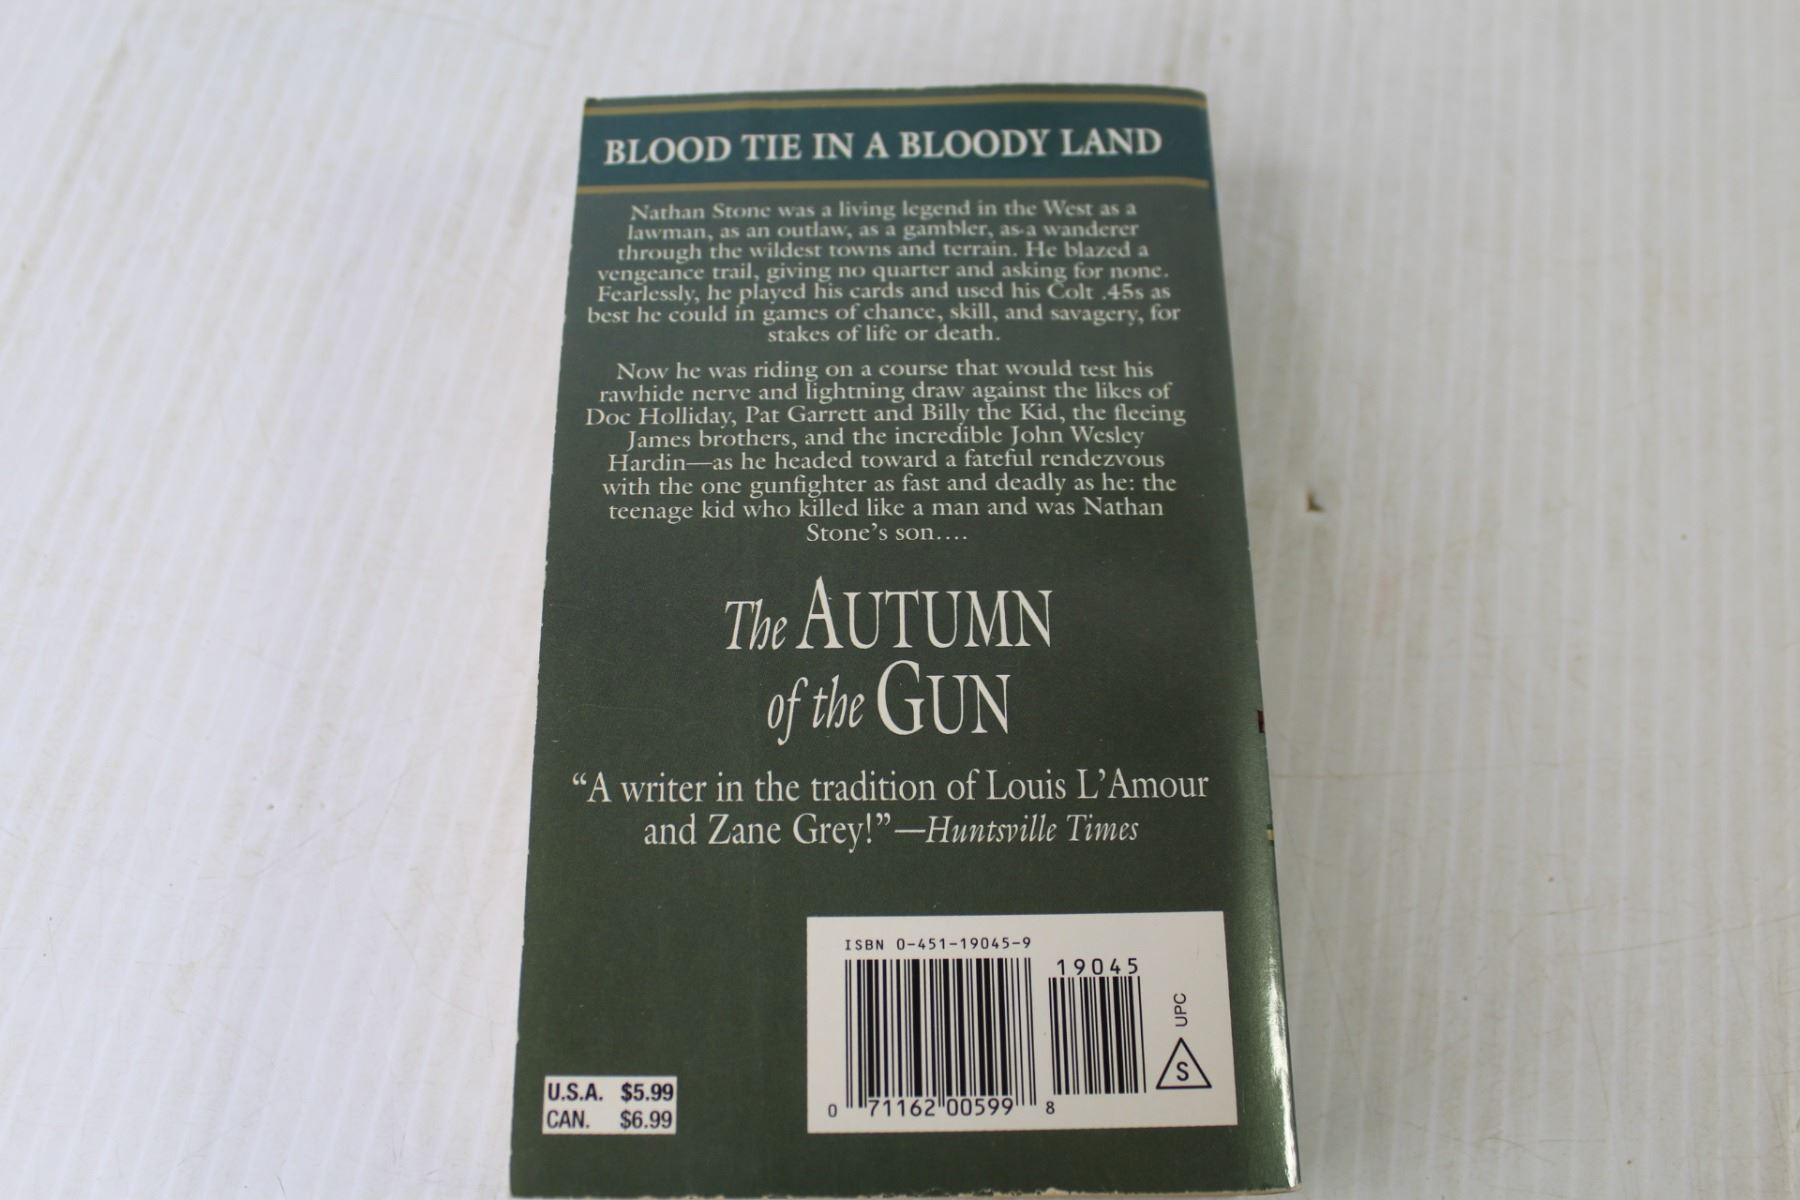 BLOOD TIE IN A BLOODY LAND
Nathan Stone was a living legend in the West as a
lawman, as an outlaw, as a gambler, as a wanderer
through the wildest towns and terrain. He blazed a
vengeance trail, giving no quarter and asking for none.
Fearlessly, he played his cards and used his Colt .45s as
best he could in games of chance, skill, and savagery, for
stakes of life or death.
Now he was riding on a course that would test his
rawhide nerve and lightning draw against the likes of
Doc Holliday, Pat Garrett and Billy the Kid, the fleeing
James brothers, and the incredible John Wesley
Hardin—as he headed toward a fateful rendezvous
with the one gunfighter as fast and deadly as he: the
teenage kid who killed like a man and was Nathan
Stone's son....
The AUTUMN
of the GUN
“A writer in the tradition of Louis L'Amour
and Zane Grey!”—Huntsville Times
ISBN 0-451-19045-9
19045
UPC
S
0 71162 00599 8
U.S.A. $5.99
CAN. $6.99